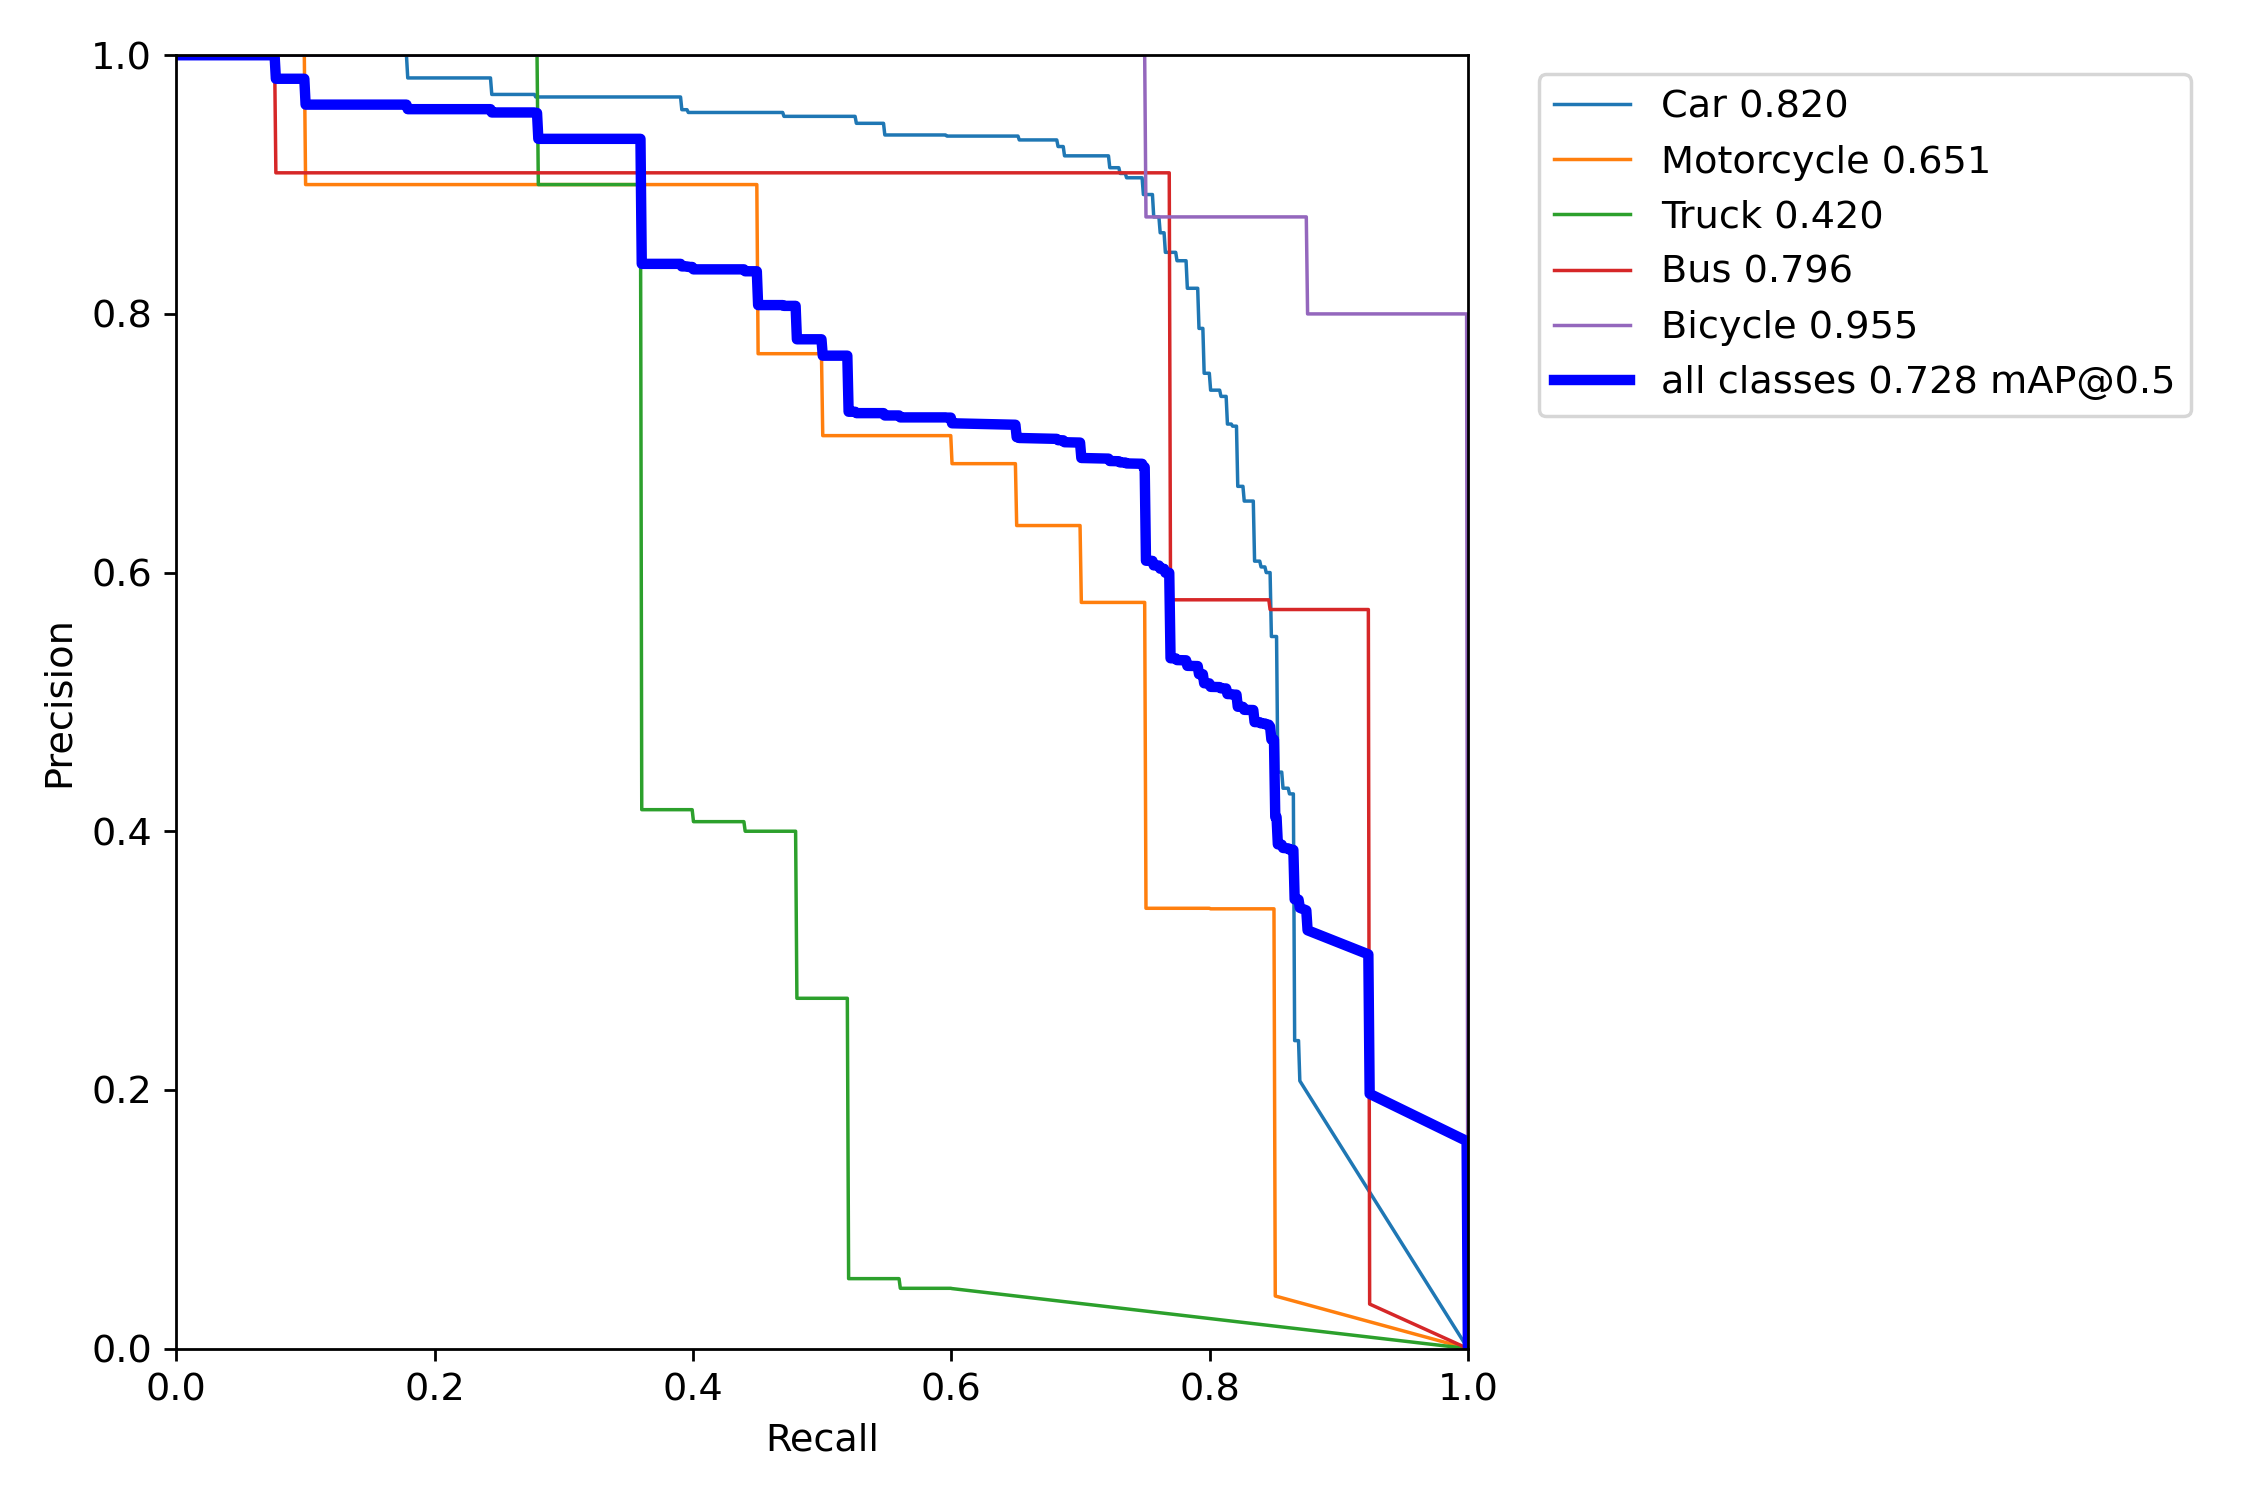 1.0
0.8
0.6
0.4
0.2
0.0
Precision
0.0 0.2 0.4 0.6 0.8 1.0
Recall
Car 0.820
Motorcycle 0.651
Truck 0.420
Bus 0.796
Bicycle 0.955
all classes 0.728 mAP@0.5